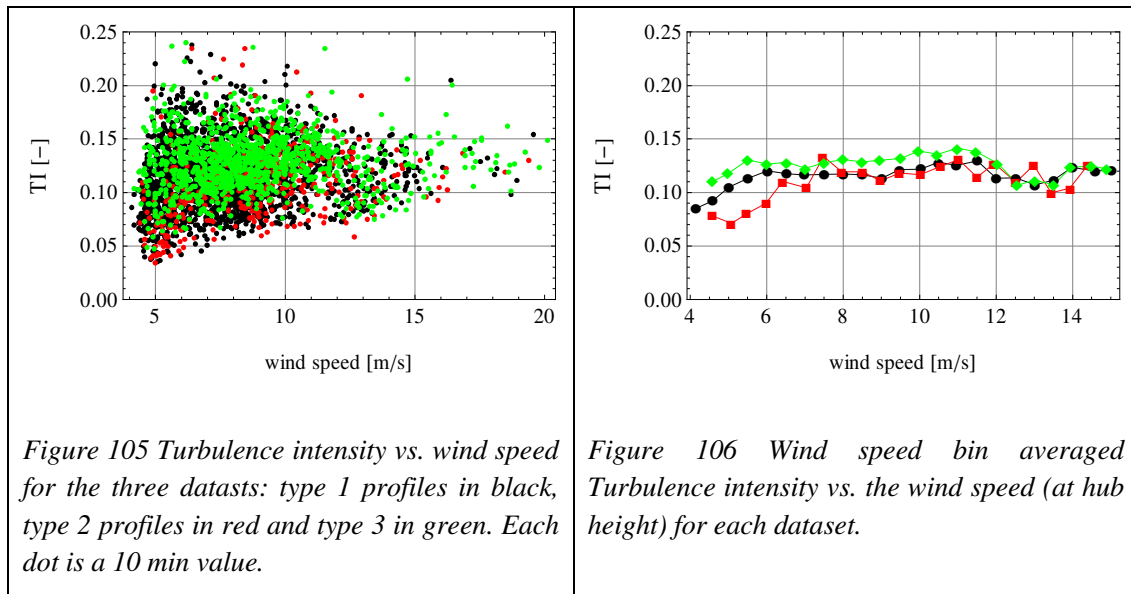 0.25
0.20
0.15
0.10
0.05
0.00
TI [−]
5
10
15
20
wind speed [m/s]
Figure 105 Turbulence intensity vs. wind speed
for the three datasts: type 1 profiles in black,
type 2 profiles in red and type 3 in green. Each
dot is a 10 min value.
0.25
0.20
0.15
0.10
0.05
0.00
TI [−]
4
6
8
10
12
14
wind speed [m/s]
Figure 106 Wind speed bin averaged
Turbulence intensity vs. the wind speed (at hub
height) for each dataset.